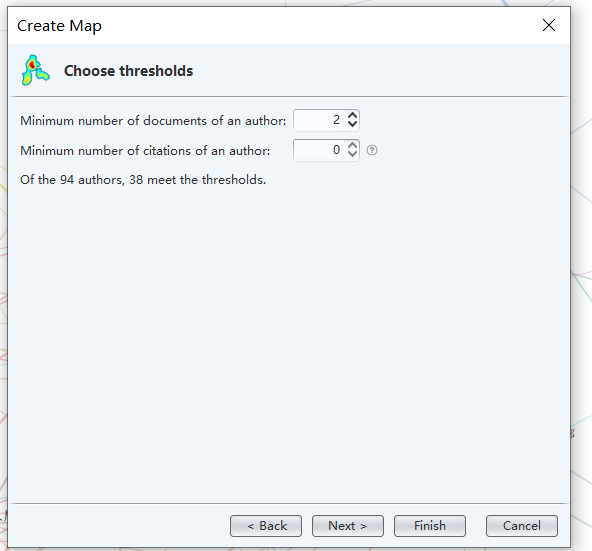 Create Map
Choose thresholds
Minimum number of documents of an author: 2
Minimum number of citations of an author: 0
Of the 94 authors, 38 meet the thresholds.
< Back Next > Finish Cancel